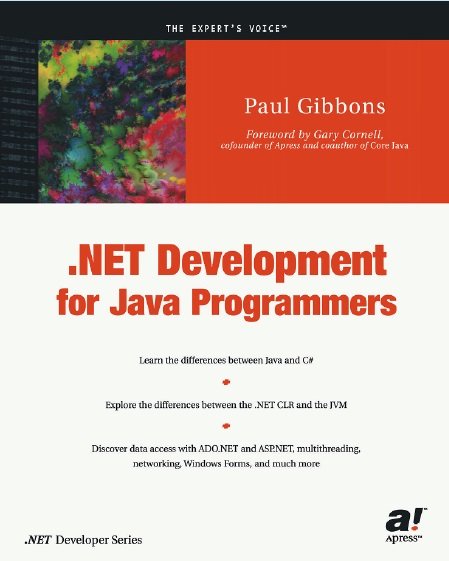 THE EXPERT'S VOICE™
Paul Gibbons
Foreword by Gary Cornell,
cofounder of Apress and coauthor of Core Java
.NET Development
for Java Programmers
Learn the differences between Java and C#
Explore the differences between the .NET CLR and the JVM
Discover data access with ADO.NET and ASP.NET, multithreading,
networking, Windows Forms, and much more
a!™
Apress™
.NET Developer Series